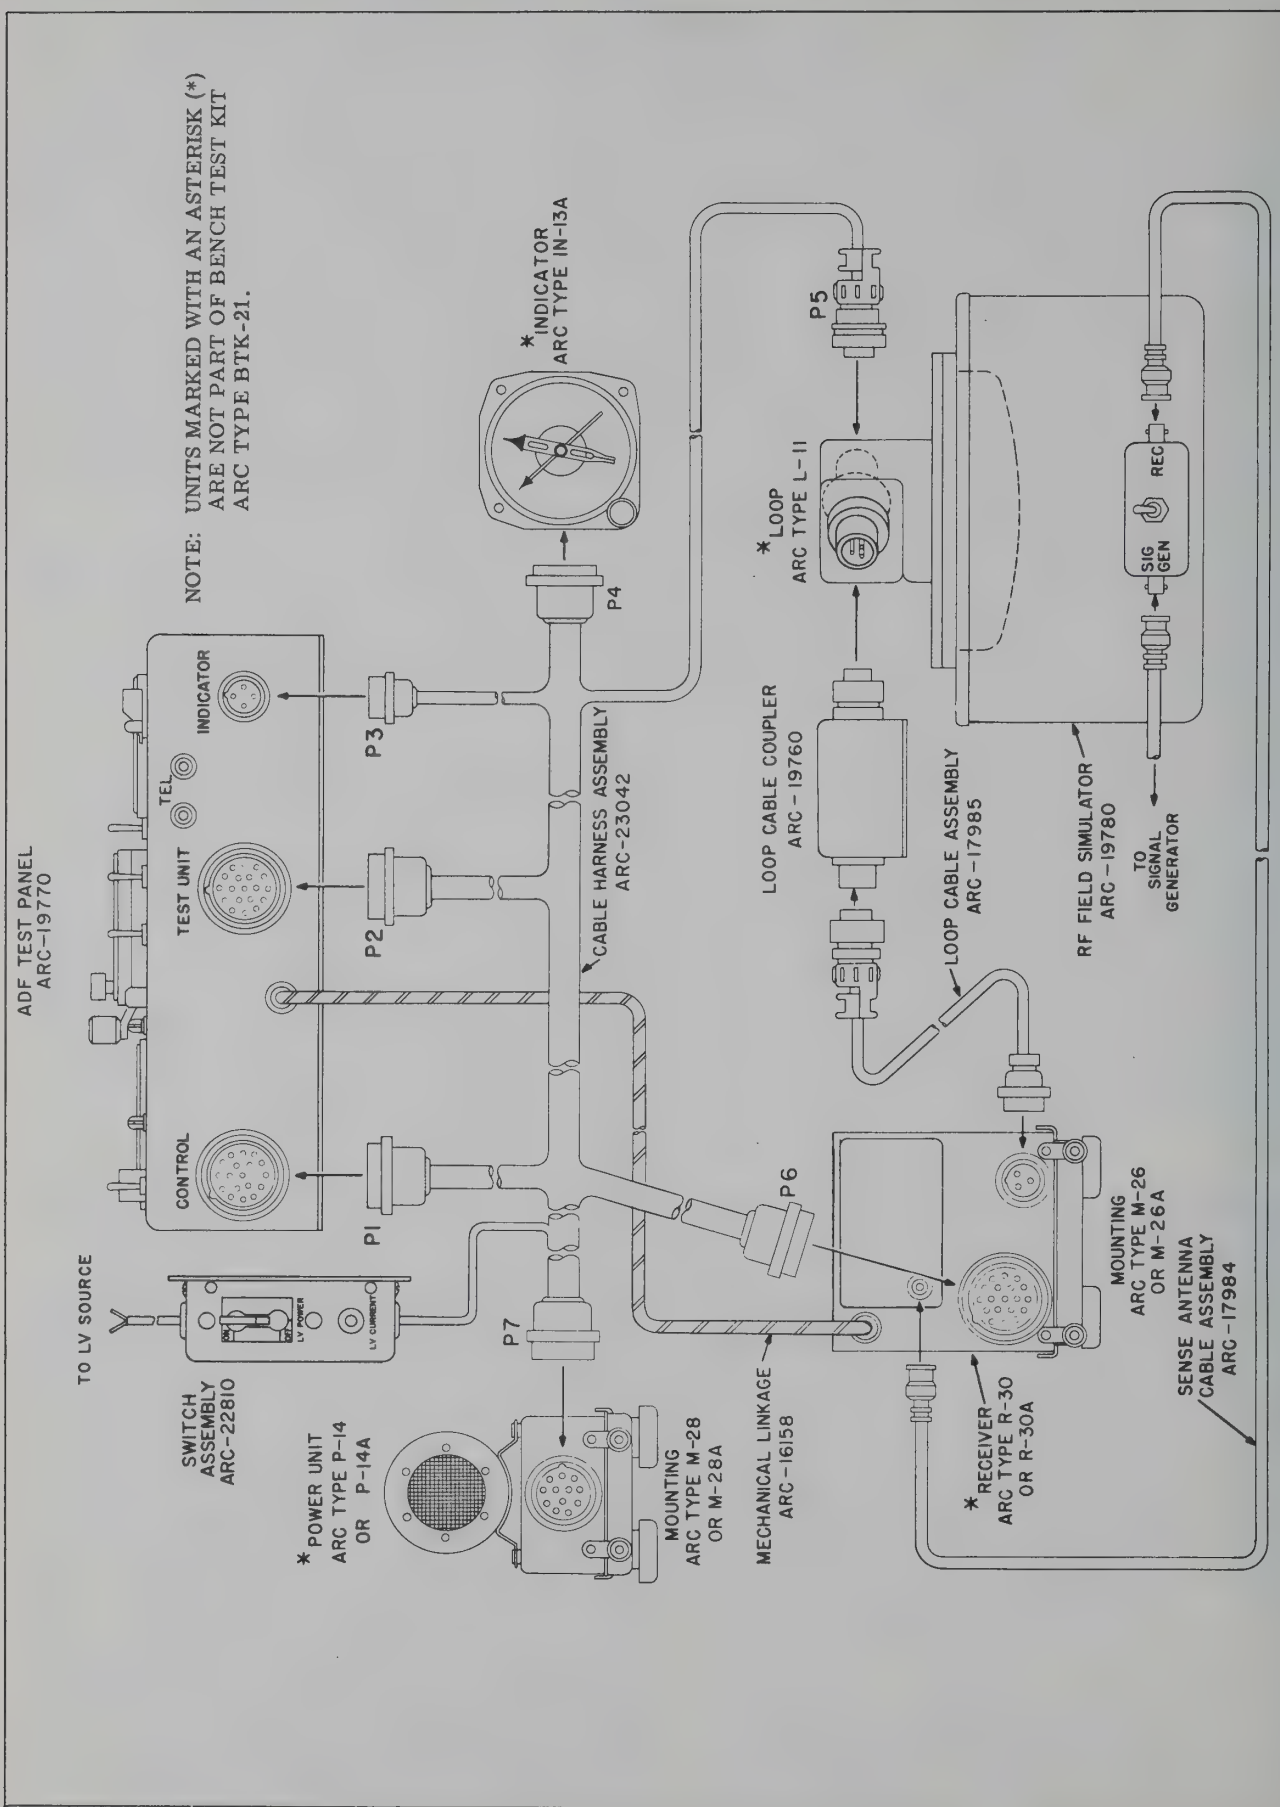 ADF TEST PANEL
ARC-19770
NOTE: UNITS MARKED WITH AN ASTERISK (*)
ARE NOT PART OF BENCH TEST KIT
ARC TYPE BTK-21.
TO LV SOURCE
SWITCH
ASSEMBLY
ARC-22810
ON
OFF
LV POWER
LV CURRENT
CONTROL
TEST UNIT
TEL
INDICATOR
P1
P2
P3
P4
*INDICATOR
ARC TYPE IN-13A
*POWER UNIT
ARC TYPE P-14
OR P-14A
P7
CABLE HARNESS ASSEMBLY
ARC-23042
MOUNTING
ARC TYPE M-28
OR M-28A
MECHANICAL LINKAGE
ARC-16158
P6
P5
*LOOP
ARC TYPE L-11
LOOP CABLE COUPLER
ARC-19760
LOOP CABLE ASSEMBLY
ARC-17985
*RECEIVER
ARC TYPE R-30
OR R-30A
MOUNTING
ARC TYPE M-26
OR M-26A
SENSE ANTENNA
CABLE ASSEMBLY
ARC-17984
RF FIELD SIMULATOR
ARC-19780
TO
SIGNAL
GENERATOR
SIG
GEN
REC